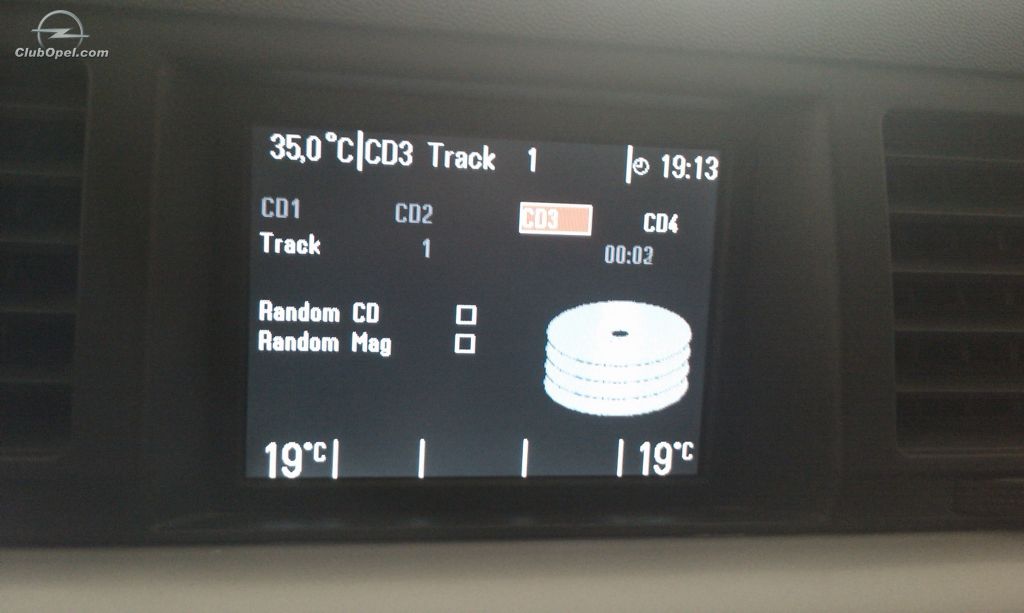 ClubOpel.com
35,0°C CD3 Track 1 19:13
CD1 CD2 CD3 CD4
Track 1 00:02
Random CD
Random Mag
19°C 19°C